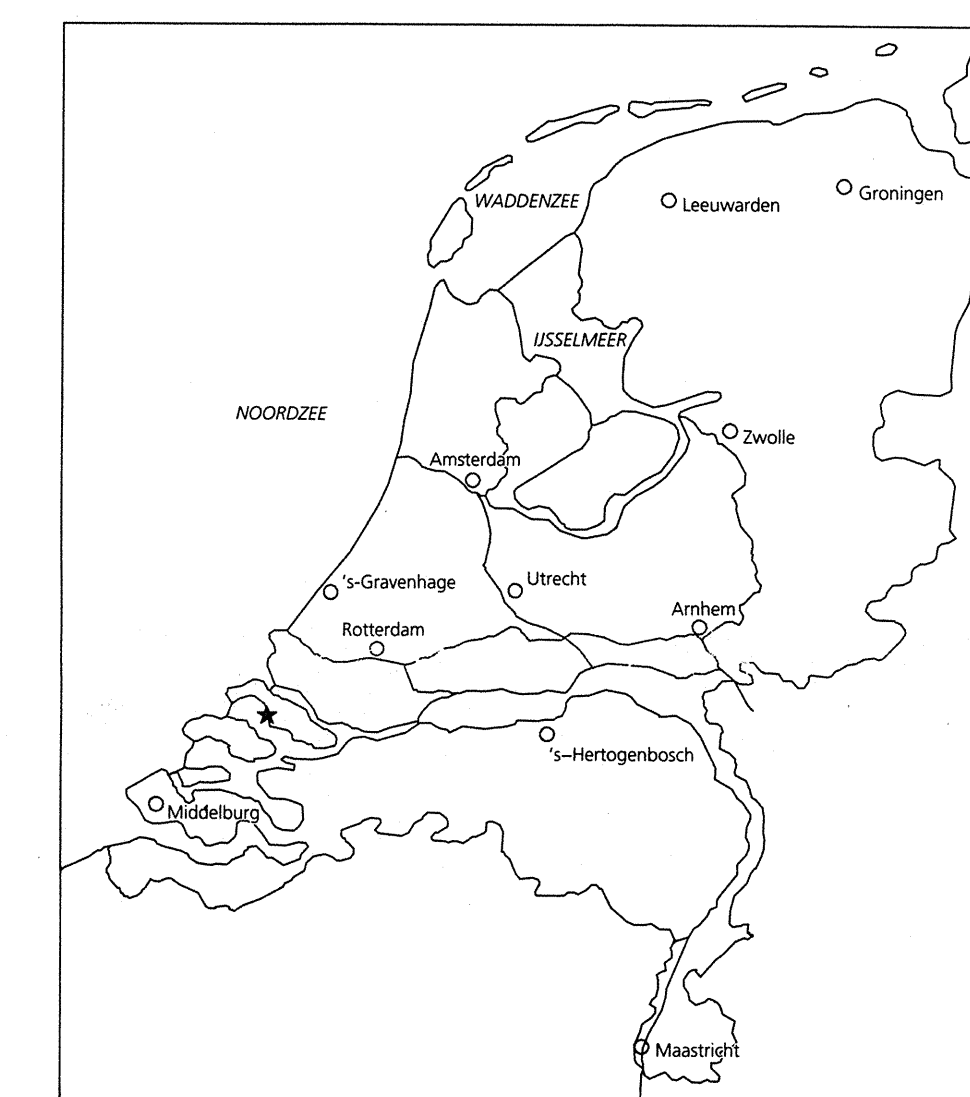 Groningen
Leeuwarden
WADDENZEE
IJSSELMEER
NOORDZEE
Zwolle
Amsterdam
's-Gravenhage
Utrecht
Arnhem
Rotterdam
's–Hertogenbosch
Middelburg
Maastricht